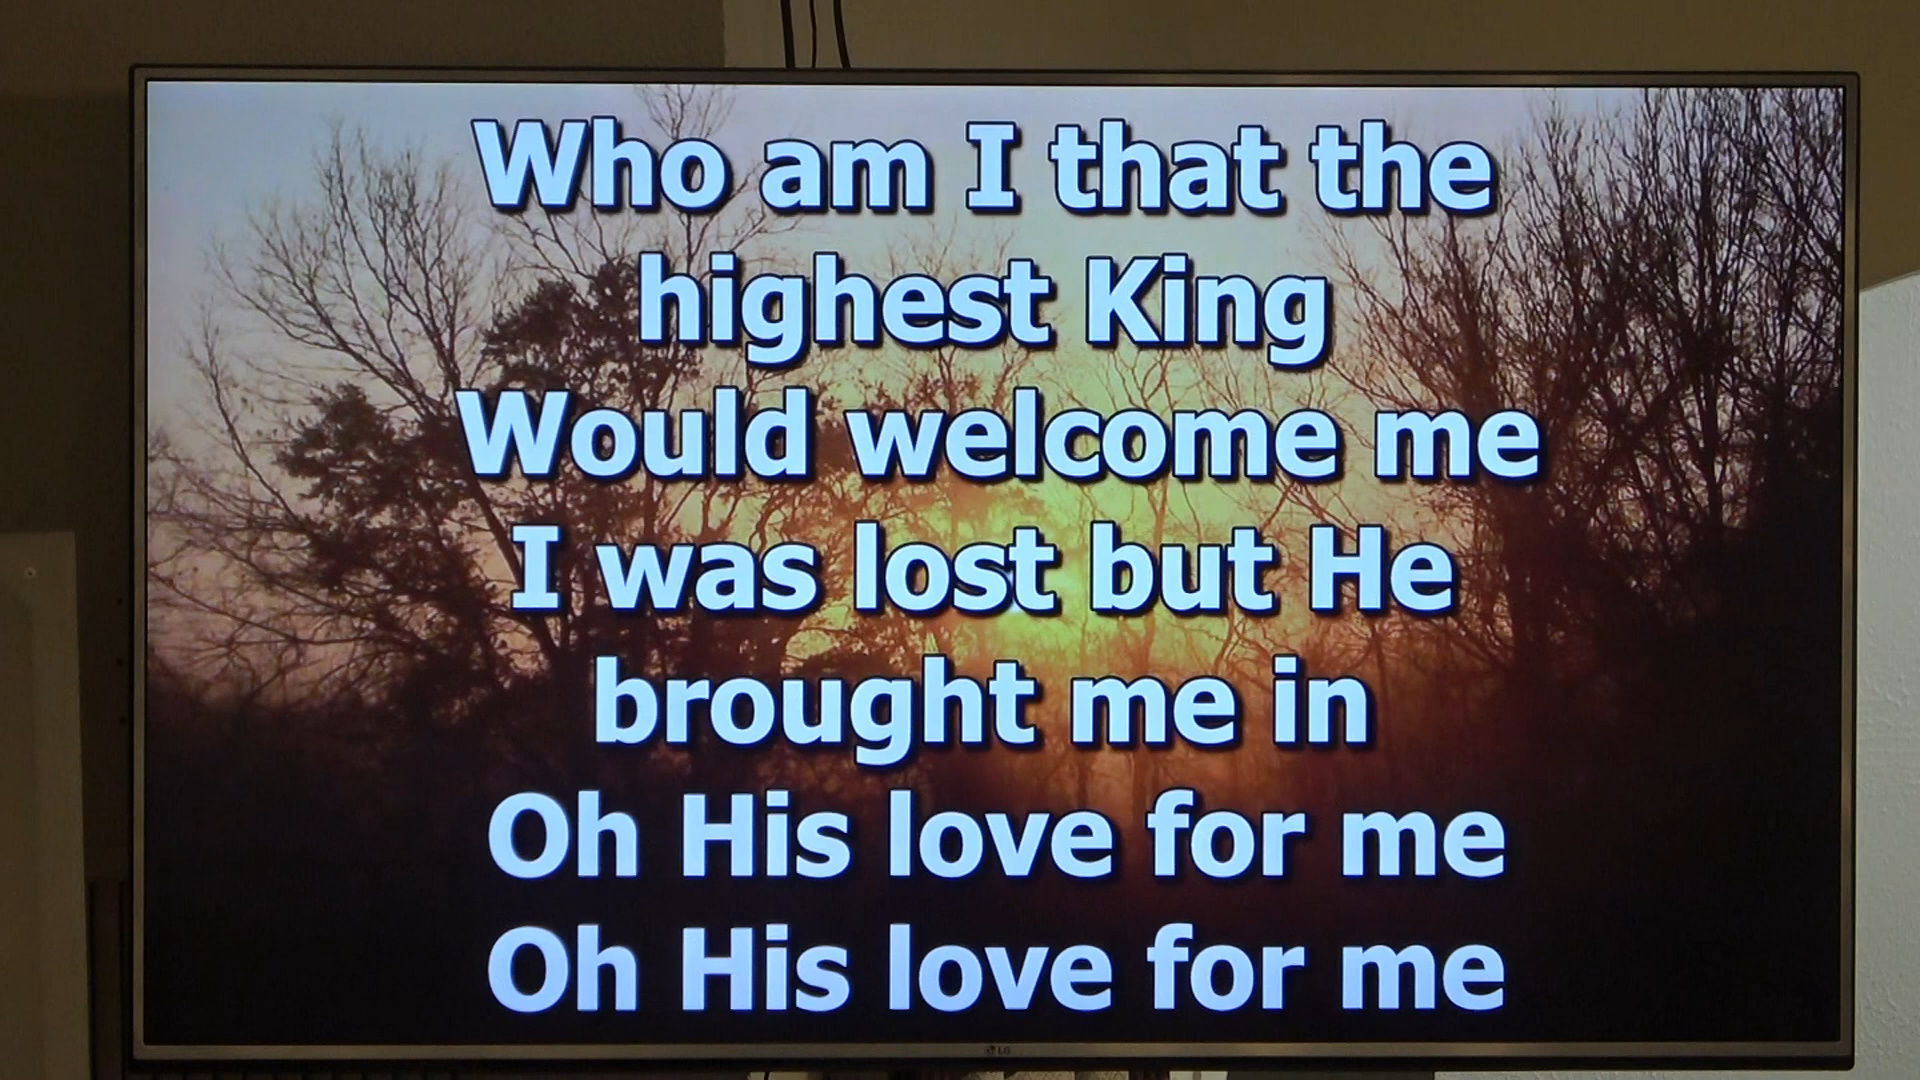 Who am I that the
highest King
Would welcome me
I was lost but He
brought me in
Oh His love for me
Oh His love for me
LG